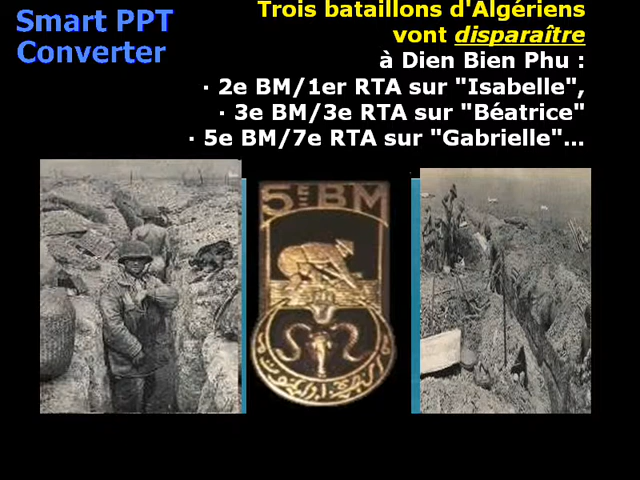 Smart PPT
Converter
Trois bataillons d'Algériens
vont disparaître
à Dien Bien Phu :
· 2e BM/1er RTA sur "Isabelle",
· 3e BM/3e RTA sur "Béatrice"
· 5e BM/7e RTA sur "Gabrielle"...
5E BM